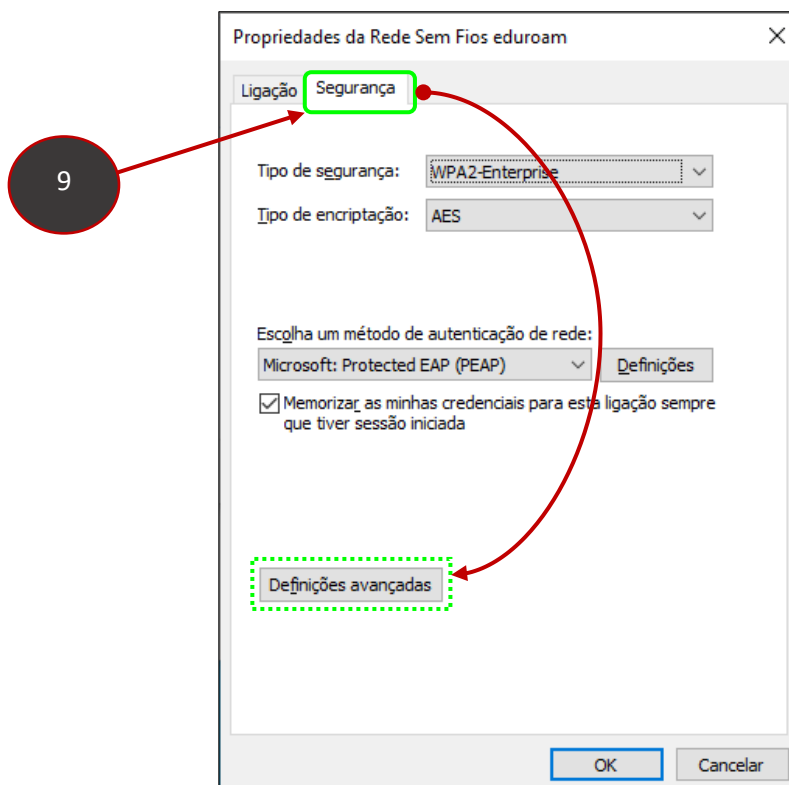 Propriedades da Rede Sem Fios eduroam
Ligação Segurança
9
Tipo de segurança: WPA2-Enterprise
Tipo de encriptação: AES
Escolha um método de autenticação de rede:
Microsoft: Protected EAP (PEAP) Definições
Memorizar as minhas credenciais para esta ligação sempre
que tiver sessão iniciada
Definições avançadas
OK Cancelar